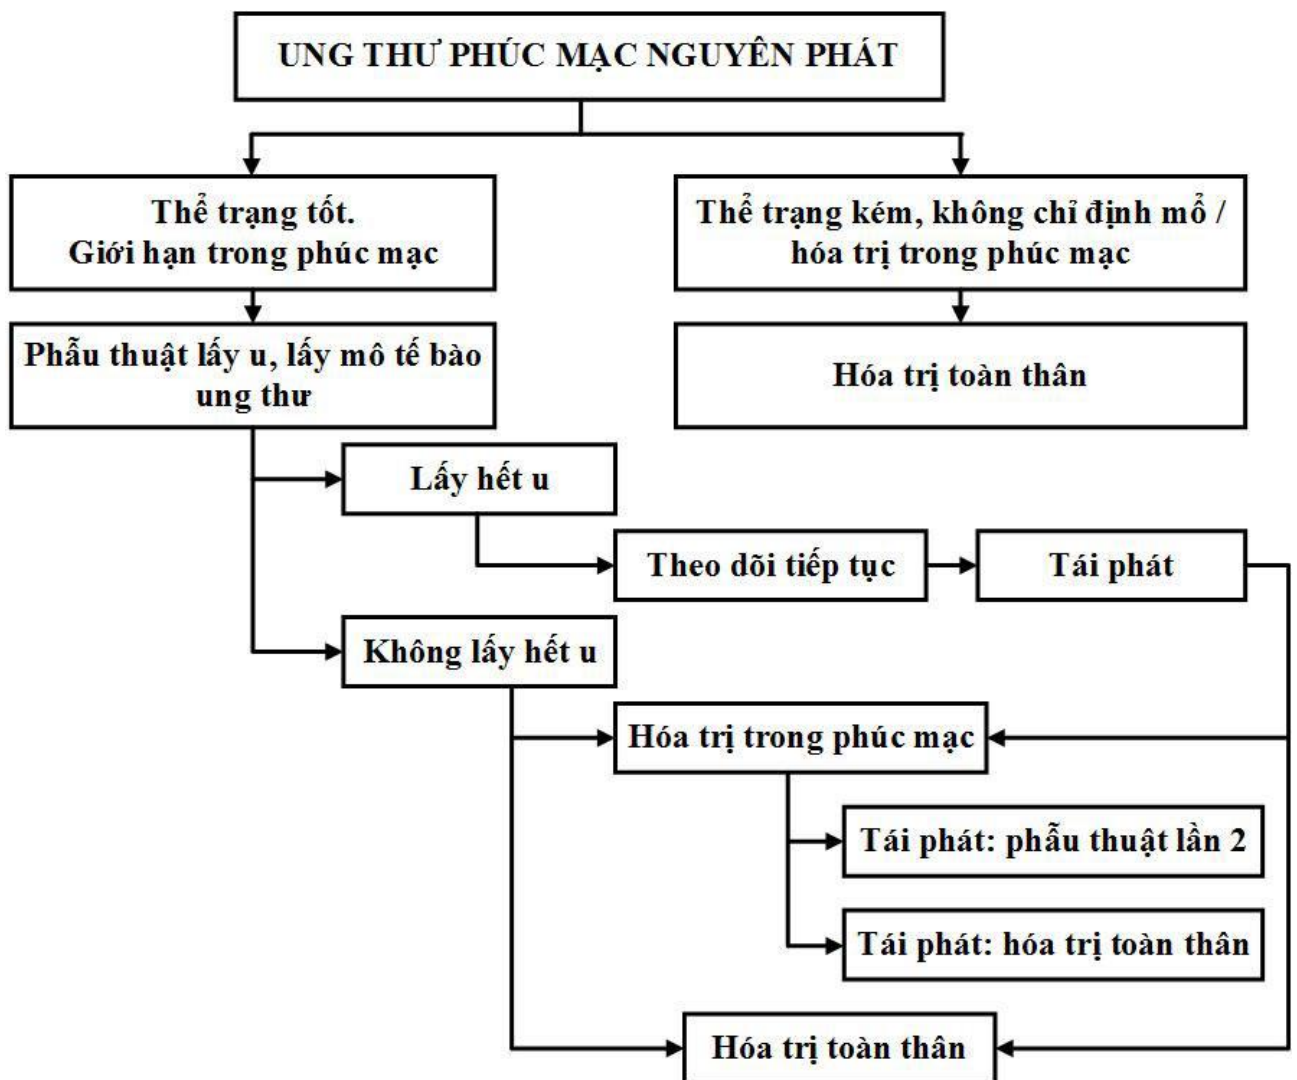 UNG THƯ PHÚC MẠC NGUYÊN PHÁT
Thể trạng tốt.
Giới hạn trong phúc mạc
Thể trạng kém, không chỉ định mổ /
hóa trị trong phúc mạc
Phẫu thuật lấy u, lấy mô tế bào
ung thư
Hóa trị toàn thân
Lấy hết u
Theo dõi tiếp tục
Tái phát
Không lấy hết u
Hóa trị trong phúc mạc
Tái phát: phẫu thuật lần 2
Tái phát: hóa trị toàn thân
Hóa trị toàn thân